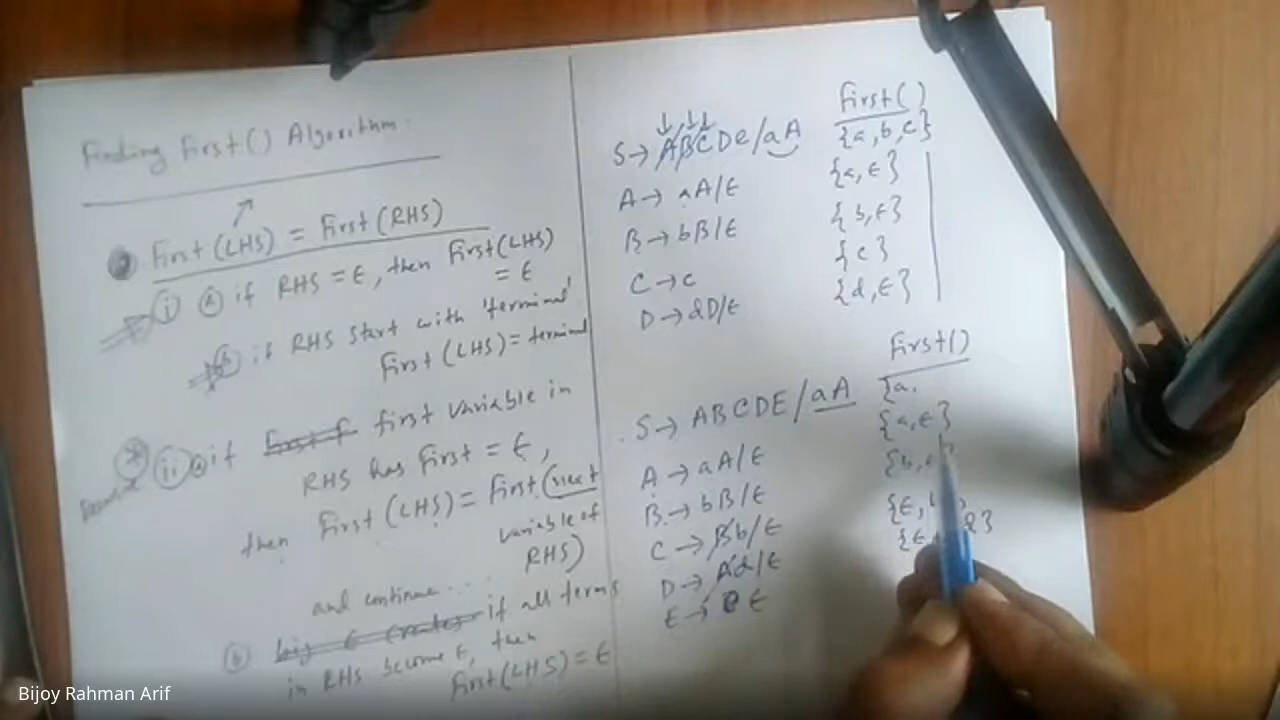 Finding First() Algorithm.
First(LHS) = First(RHS)
i a if RHS = ε, then First(LHS)
= ε
b if RHS start with 'terminal'
First(LHS) = terminal
ii a if first variable in
RHS has First = ε,
then First(LHS) = First(next
variable of
RHS)
and continue...
b if all terms
in RHS become ε, then
First(LHS) = ε
First()
S → ABCDe/aA {a,b,c}
A → aA/ε {a,ε}
B → bB/ε {b,ε}
C → c {c}
D → dD/ε {d,ε}
First()
S → ABCDE/aA {a,
A → aA/ε {a,ε}
B → bB/ε {b,
C → Bb/ε {ε,
D → Ad/ε {ε, d}
E → ε
Bijoy Rahman Arif